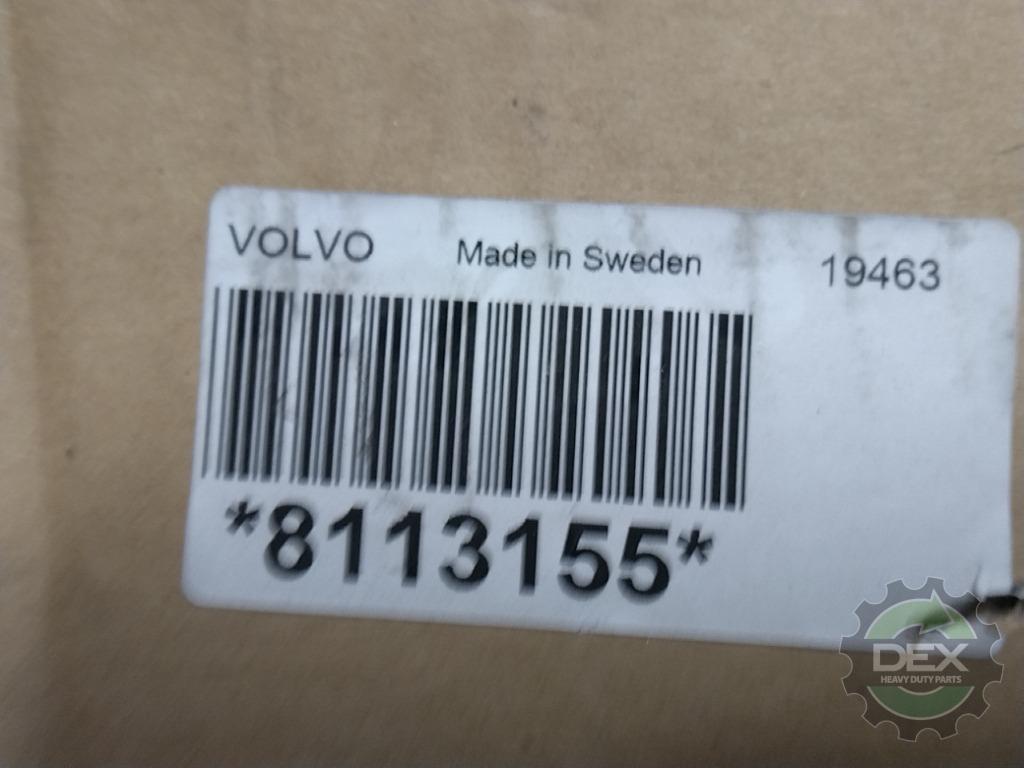 VOLVO Made in Sweden 19463
*8113155*
DEX
HEAVY DUTY PARTS